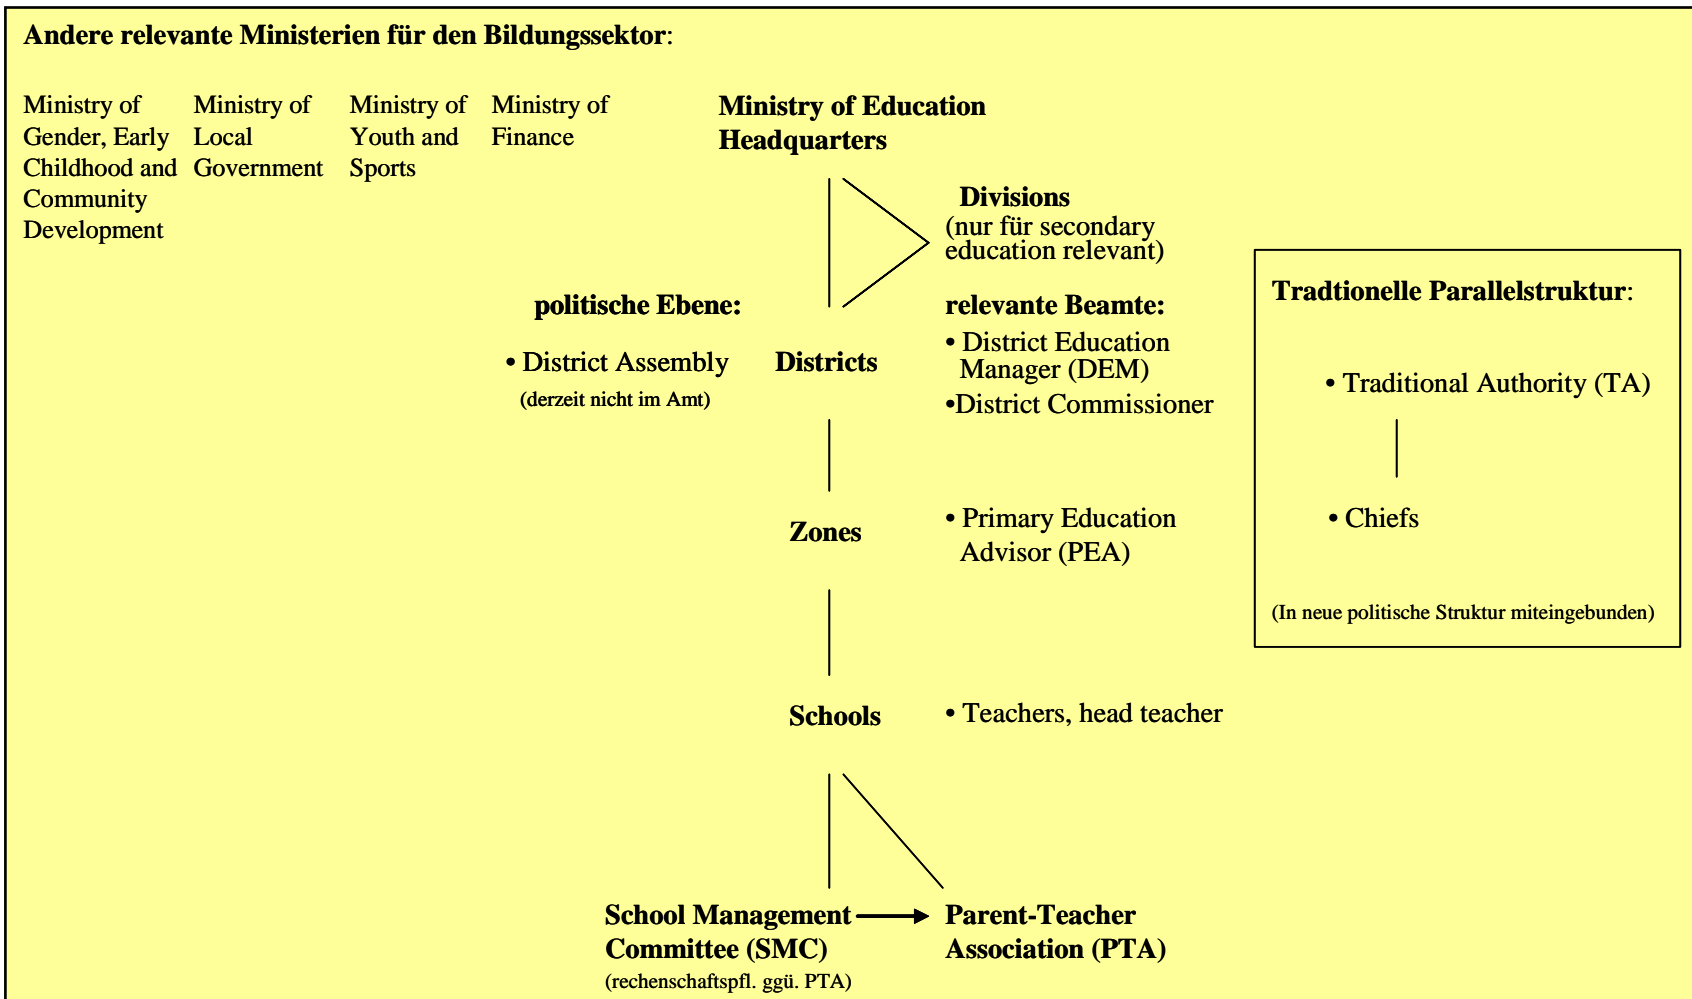 Andere relevante Ministerien für den Bildungssektor:
Ministry of
Gender, Early
Childhood and
Community
Development
Ministry of
Local
Government
Ministry of
Youth and
Sports
Ministry of
Finance
Ministry of Education
Headquarters
Divisions
(nur für secondary
education relevant)
politische Ebene:
• District Assembly
(derzeit nicht im Amt)
Districts
relevante Beamte:
• District Education
Manager (DEM)
•District Commissioner
Zones
• Primary Education
Advisor (PEA)
Schools
• Teachers, head teacher
School Management
Committee (SMC)
(rechenschaftspfl. ggü. PTA)
Parent-Teacher
Association (PTA)
Tradtionelle Parallelstruktur:
• Traditional Authority (TA)
• Chiefs
(In neue politische Struktur miteingebunden)